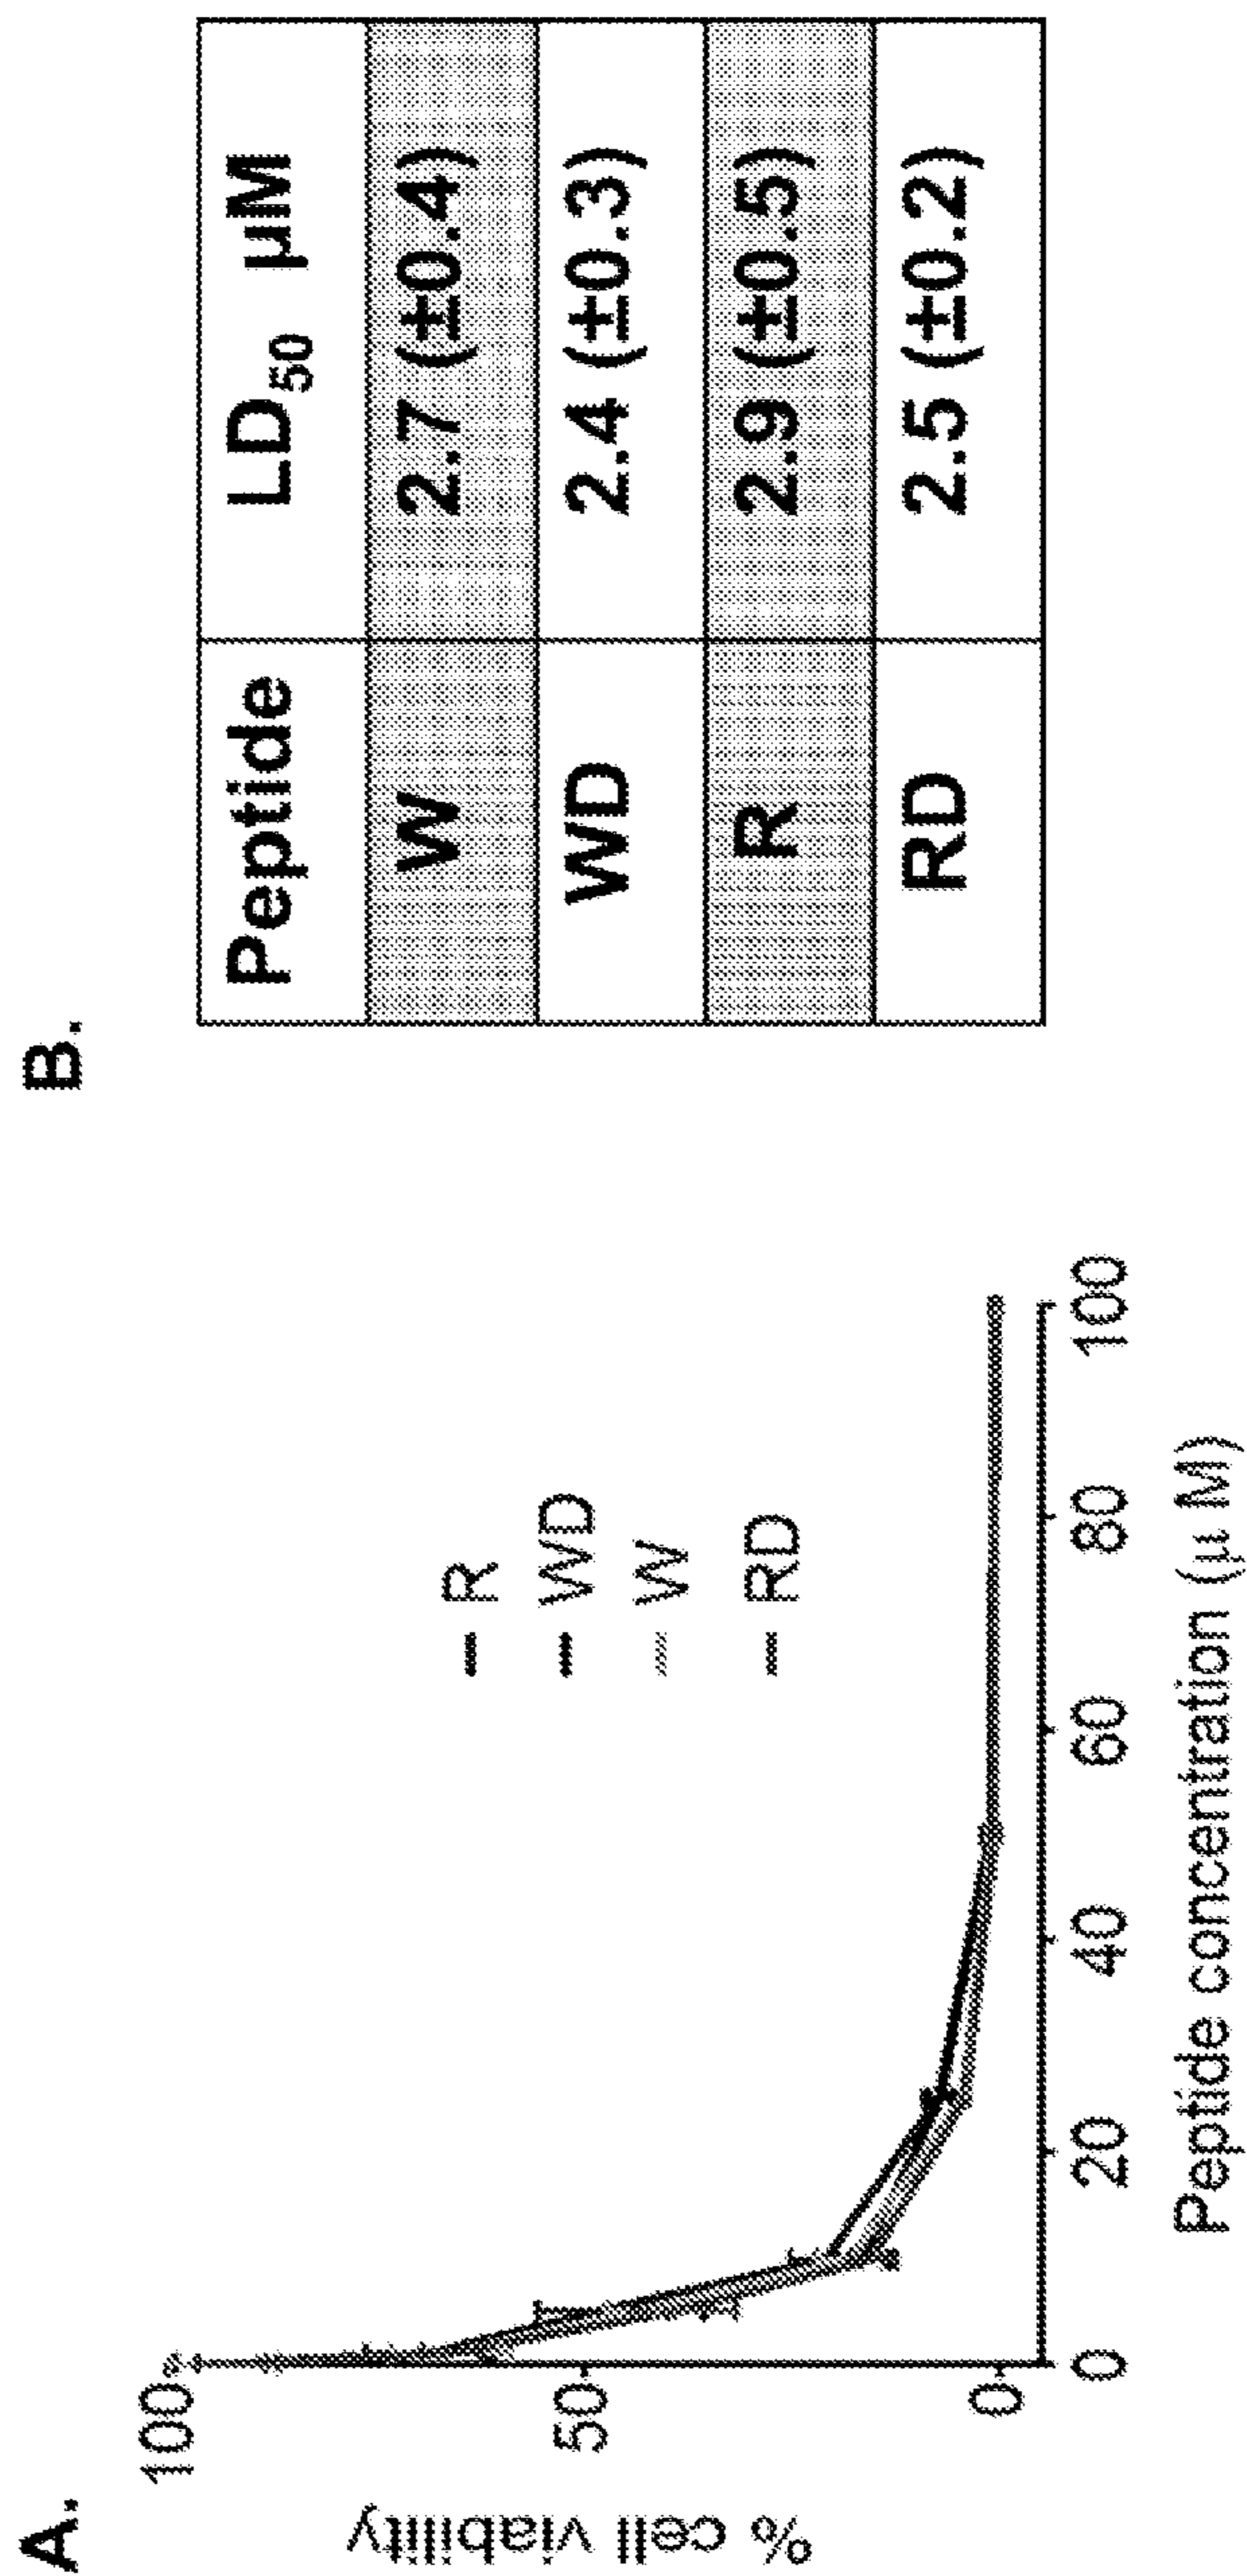 A.
% cell viability
100
50
0
0 20 40 60 80 100
Peptide concentration (μ M)
R
WD
W
RD
B.
Peptide LD50 μM
W 2.7 (±0.4)
WD 2.4 (±0.3)
R 2.9 (±0.5)
RD 2.5 (±0.2)